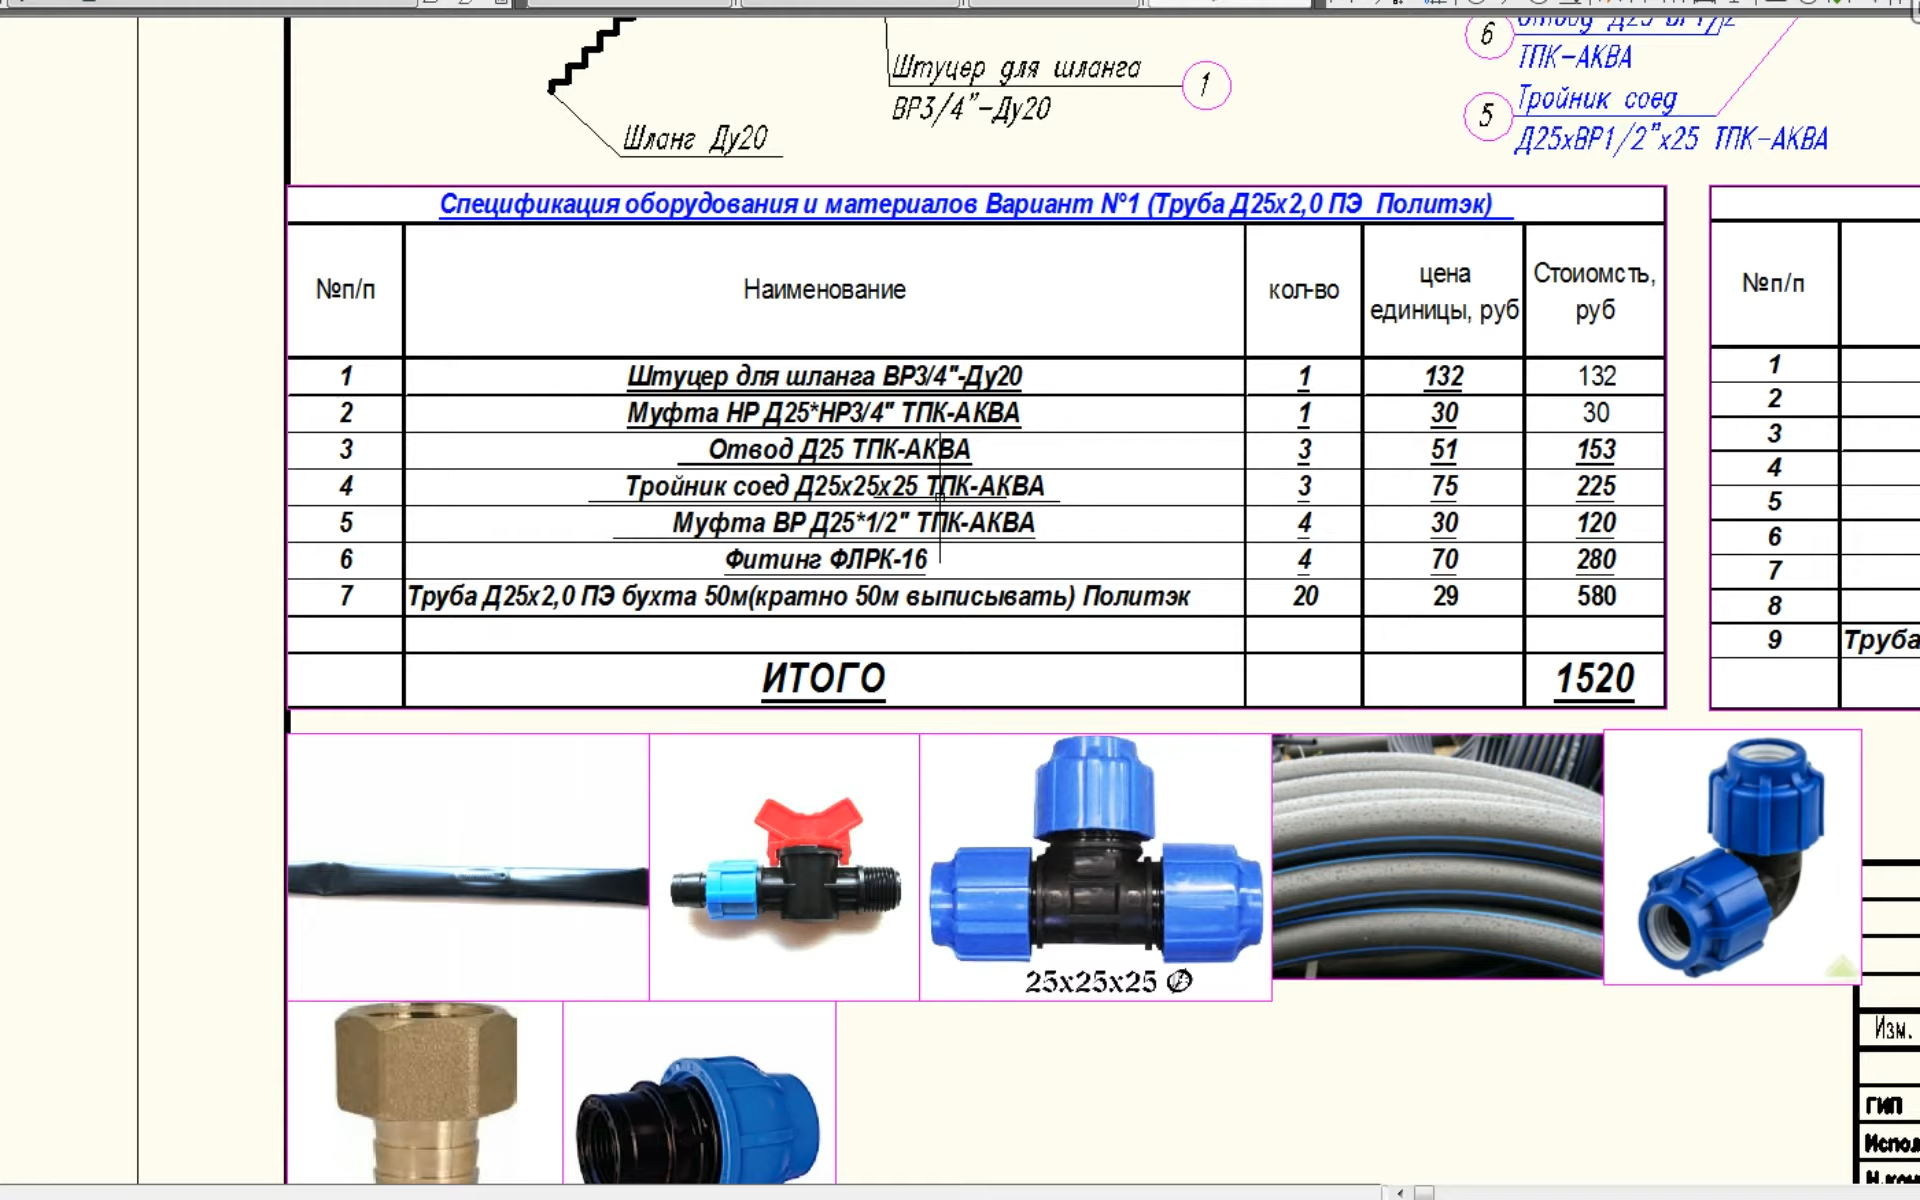 Штуцер для шланга
ВР3/4"-Ду20
1
Шланг Ду20
6
ТПК-АКВА
5
Тройник соед
Д25хВР1/2"х25 ТПК-АКВА
Спецификация оборудования и материалов Вариант №1 (Труба Д25х2,0 ПЭ Политэк)
№п/п Наименование кол-во цена единицы, руб Стоиомсть, руб
1 Штуцер для шланга ВР3/4"-Ду20 1 132 132
2 Муфта НР Д25*НР3/4" ТПК-АКВА 1 30 30
3 Отвод Д25 ТПК-АКВА 3 51 153
4 Тройник соед Д25х25х25 ТПК-АКВА 3 75 225
5 Муфта ВР Д25*1/2" ТПК-АКВА 4 30 120
6 Фитинг ФЛРК-16 4 70 280
7 Труба Д25х2,0 ПЭ бухта 50м(кратно 50м выписывать) Политэк 20 29 580
ИТОГО 1520
№п/п
1
2
3
4
5
6
7
8
9 Труба
25x25x25 Ø
Изм.
ГИП